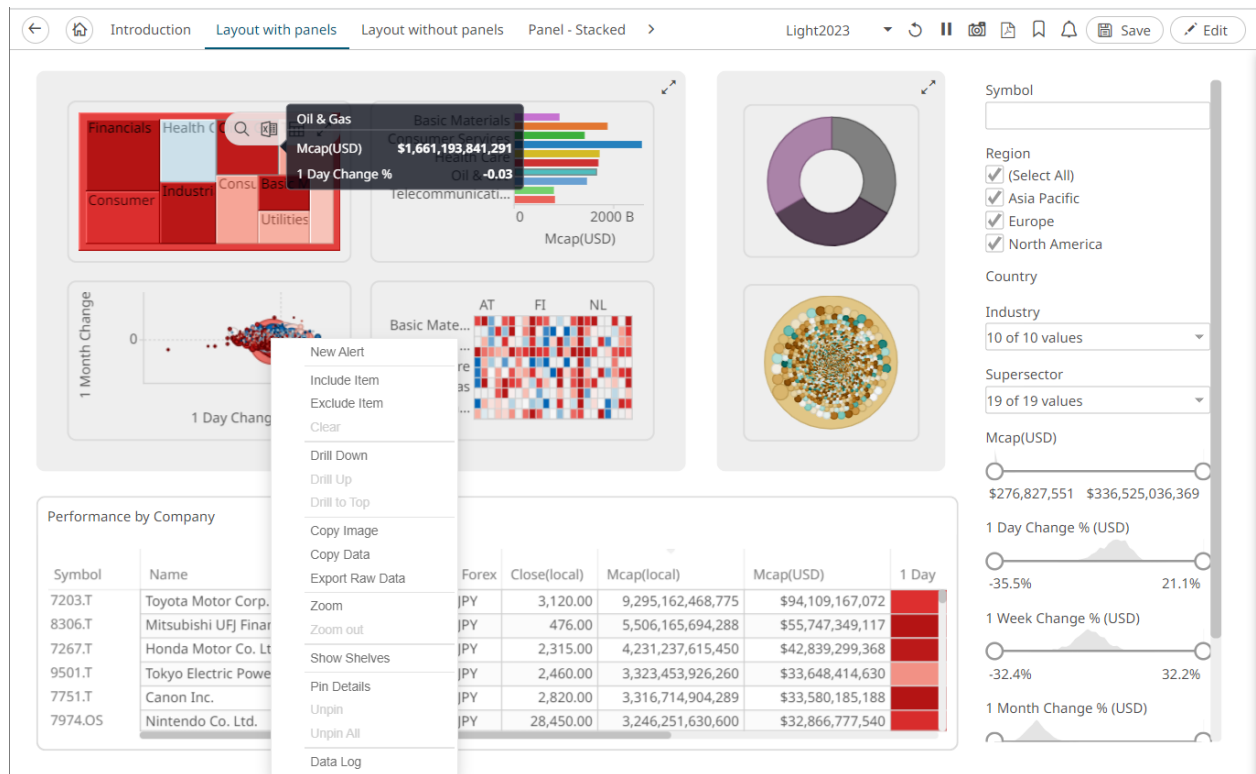 Introduction Layout with panels Layout without panels Panel - Stacked Light2023 Save Edit
Financials Health C
Consumer Industri Consu Bas
Utilities
Oil & Gas
Mcap(USD) $1,661,193,841,291
1 Day Change % -0.03
Basic Materials
Consumer Services
Health Care
Oil &
Telecommunicati...
0 2000 B
Mcap(USD)
1 Month Change
0
1 Day Chang
AT FI NL
Basic Mate...
...
re
as
...
New Alert
Include Item
Exclude Item
Clear
Drill Down
Drill Up
Drill to Top
Copy Image
Copy Data
Export Raw Data
Zoom
Zoom out
Show Shelves
Pin Details
Unpin
Unpin All
Data Log
Symbol
Region
(Select All)
Asia Pacific
Europe
North America
Country
Industry
10 of 10 values
Supersector
19 of 19 values
Mcap(USD)
$276,827,551 $336,525,036,369
1 Day Change % (USD)
-35.5% 21.1%
1 Week Change % (USD)
-32.4% 32.2%
1 Month Change % (USD)
Performance by Company
Symbol Name Forex Close(local) Mcap(local) Mcap(USD) 1 Day
7203.T Toyota Motor Corp. JPY 3,120.00 9,295,162,468,775 $94,109,167,072
8306.T Mitsubishi UFJ Finan JPY 476.00 5,506,165,694,288 $55,747,349,117
7267.T Honda Motor Co. Lt JPY 2,315.00 4,231,237,615,450 $42,839,299,368
9501.T Tokyo Electric Powe JPY 2,460.00 3,323,453,926,260 $33,648,414,630
7751.T Canon Inc. JPY 2,820.00 3,316,714,904,289 $33,580,185,188
7974.OS Nintendo Co. Ltd. JPY 28,450.00 3,246,251,630,600 $32,866,777,540